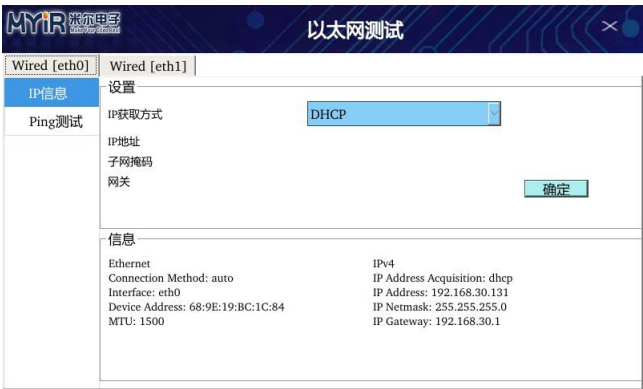 MYiR 米尔电子
Make Your idea Real
以太网测试
Wired [eth0] Wired [eth1]
IP信息
Ping测试
设置
IP获取方式 DHCP
IP地址
子网掩码
网关
确定
信息
Ethernet
Connection Method: auto
Interface: eth0
Device Address: 68:9E:19:BC:1C:84
MTU: 1500
IPv4
IP Address Acquisition: dhcp
IP Address: 192.168.30.131
IP Netmask: 255.255.255.0
IP Gateway: 192.168.30.1